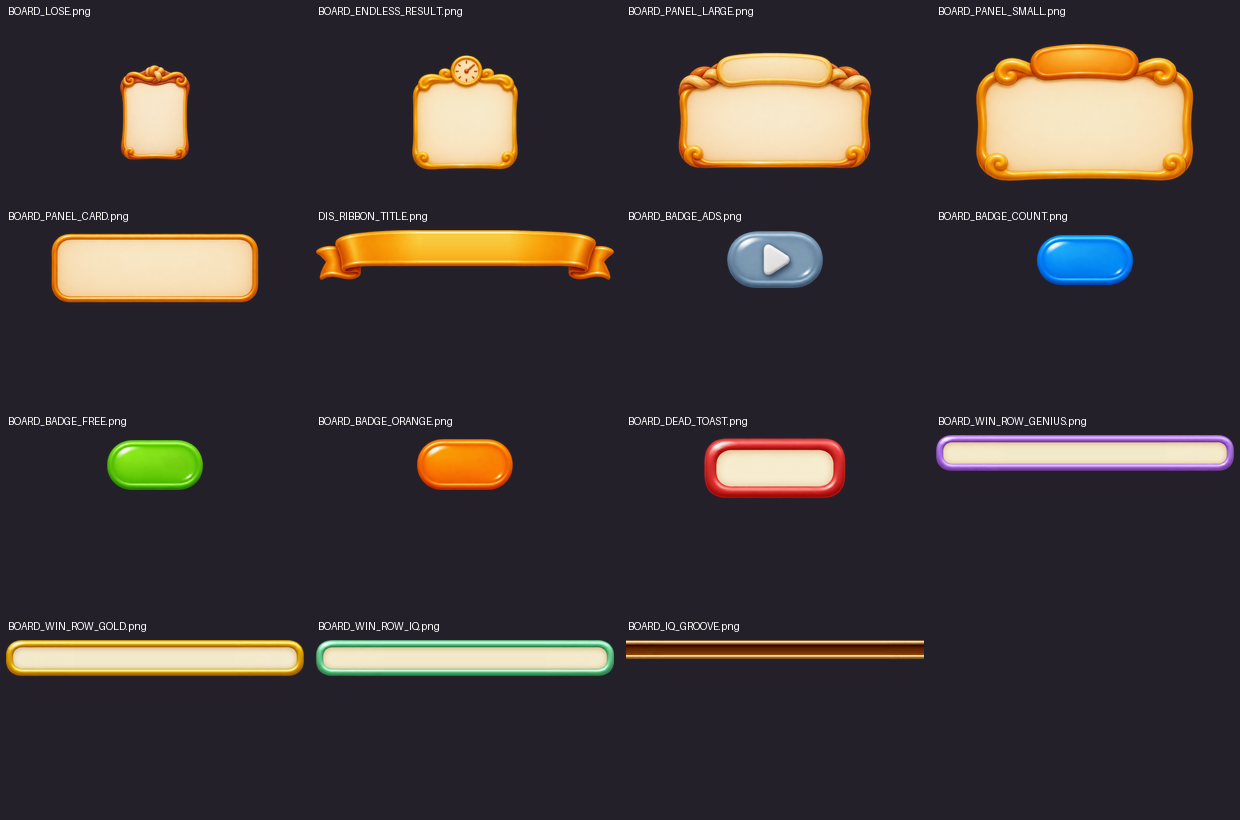 BOARD_LOSE.png
BOARD_ENDLESS_RESULT.png
BOARD_PANEL_LARGE.png
BOARD_PANEL_SMALL.png
BOARD_PANEL_CARD.png
DIS_RIBBON_TITLE.png
BOARD_BADGE_ADS.png
BOARD_BADGE_COUNT.png
BOARD_BADGE_FREE.png
BOARD_BADGE_ORANGE.png
BOARD_DEAD_TOAST.png
BOARD_WIN_ROW_GENIUS.png
BOARD_WIN_ROW_GOLD.png
BOARD_WIN_ROW_IQ.png
BOARD_IQ_GROOVE.png